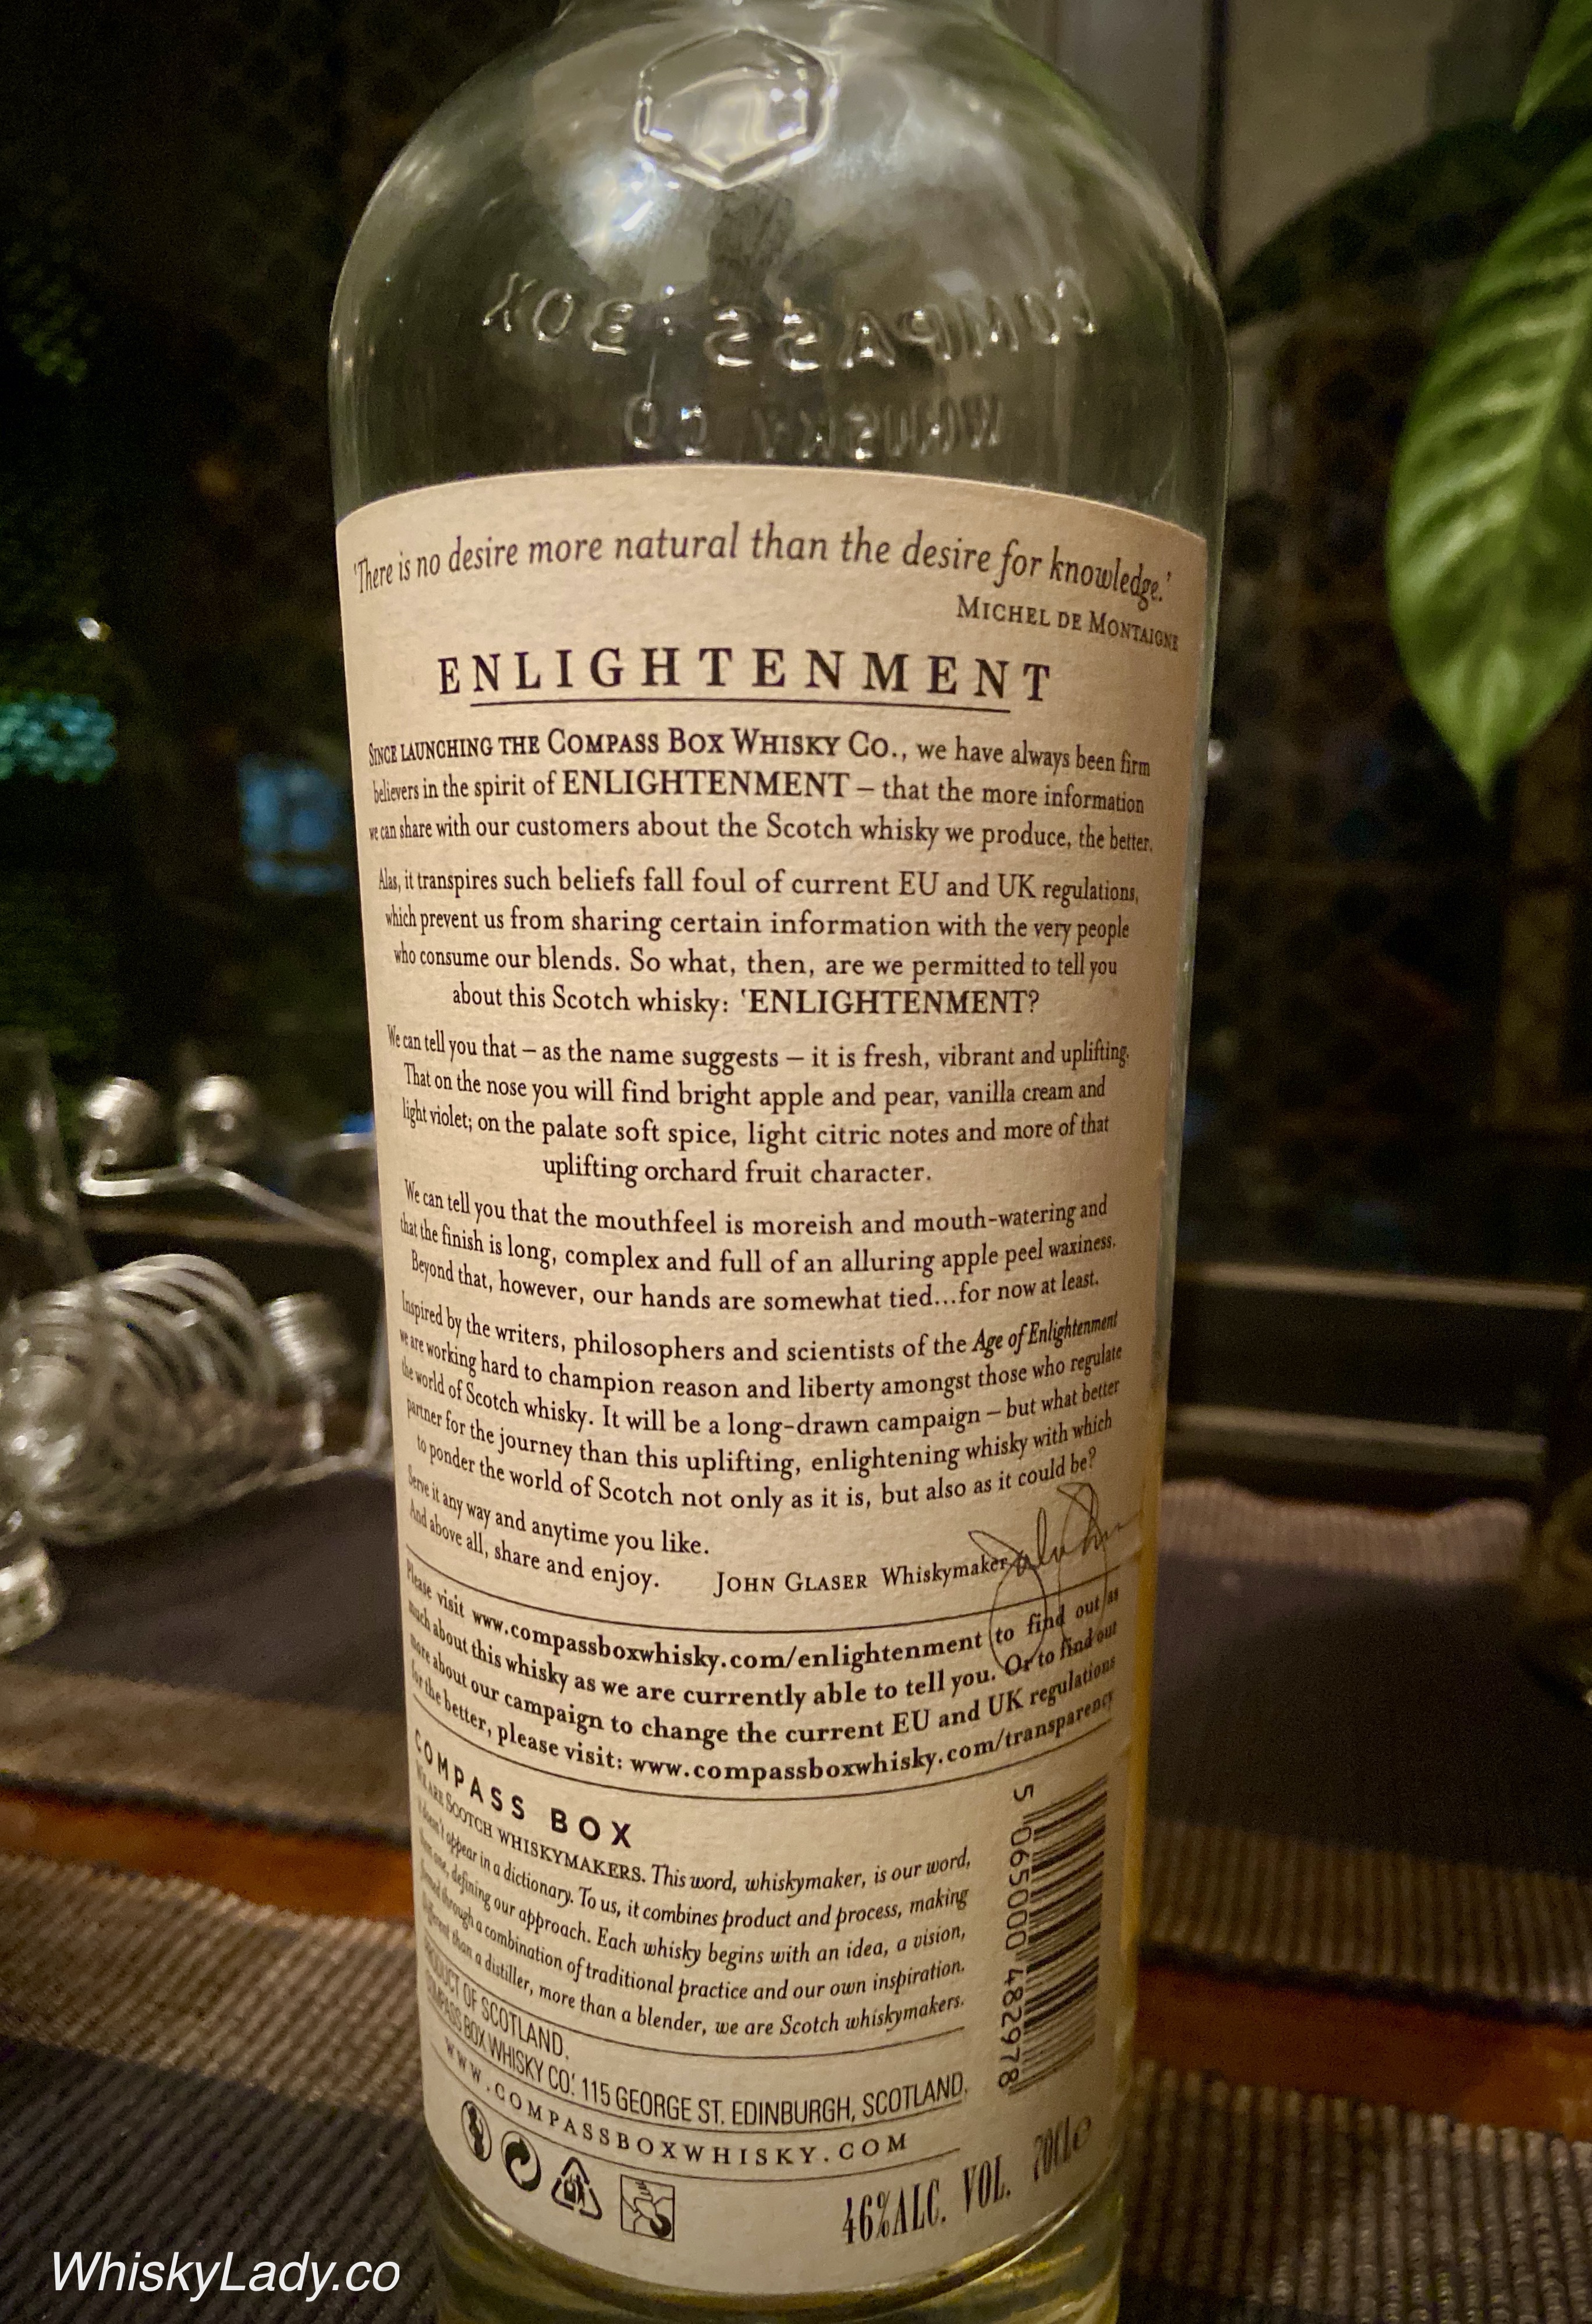 COMPASS BOX
WHISKY CO
'There is no desire more natural than the desire for knowledge.'
MICHEL DE MONTAIGNE
ENLIGHTENMENT
SINCE LAUNCHING THE COMPASS BOX WHISKY CO., we have always been firm
believers in the spirit of ENLIGHTENMENT – that the more information
we can share with our customers about the Scotch whisky we produce, the better.
Alas, it transpires such beliefs fall foul of current EU and UK regulations,
which prevent us from sharing certain information with the very people
who consume our blends. So what, then, are we permitted to tell you
about this Scotch whisky: 'ENLIGHTENMENT?
We can tell you that – as the name suggests – it is fresh, vibrant and uplifting.
That on the nose you will find bright apple and pear, vanilla cream and
light violet; on the palate soft spice, light citric notes and more of that
uplifting orchard fruit character.
We can tell you that the mouthfeel is moreish and mouth-watering and
that the finish is long, complex and full of an alluring apple peel waxiness.
Beyond that, however, our hands are somewhat tied...for now at least.
Inspired by the writers, philosophers and scientists of the Age of Enlightenment
we are working hard to champion reason and liberty amongst those who regulate
the world of Scotch whisky. It will be a long-drawn campaign – but what better
partner for the journey than this uplifting, enlightening whisky with which
to ponder the world of Scotch not only as it is, but also as it could be?
Serve it any way and anytime you like.
And above all, share and enjoy.
JOHN GLASER Whiskymaker
Please visit www.compassboxwhisky.com/enlightenment to find out as
much about this whisky as we are currently able to tell you. Or to find out
more about our campaign to change the current EU and UK regulations
for the better, please visit: www.compassboxwhisky.com/transparency
COMPASS BOX
WE ARE SCOTCH WHISKYMAKERS. This word, whiskymaker, is our word,
it doesn't appear in a dictionary. To us, it combines product and process, making
defining our approach. Each whisky begins with an idea, a vision,
formed through a combination of traditional practice and our own inspiration.
Different than a distiller, more than a blender, we are Scotch whiskymakers.
PRODUCT OF SCOTLAND.
COMPASS BOX WHISKY CO: 115 GEORGE ST. EDINBURGH, SCOTLAND.
WWW.COMPASSBOXWHISKY.COM
5 065000 482978
46%ALC. VOL. 70cl e
WhiskyLady.co